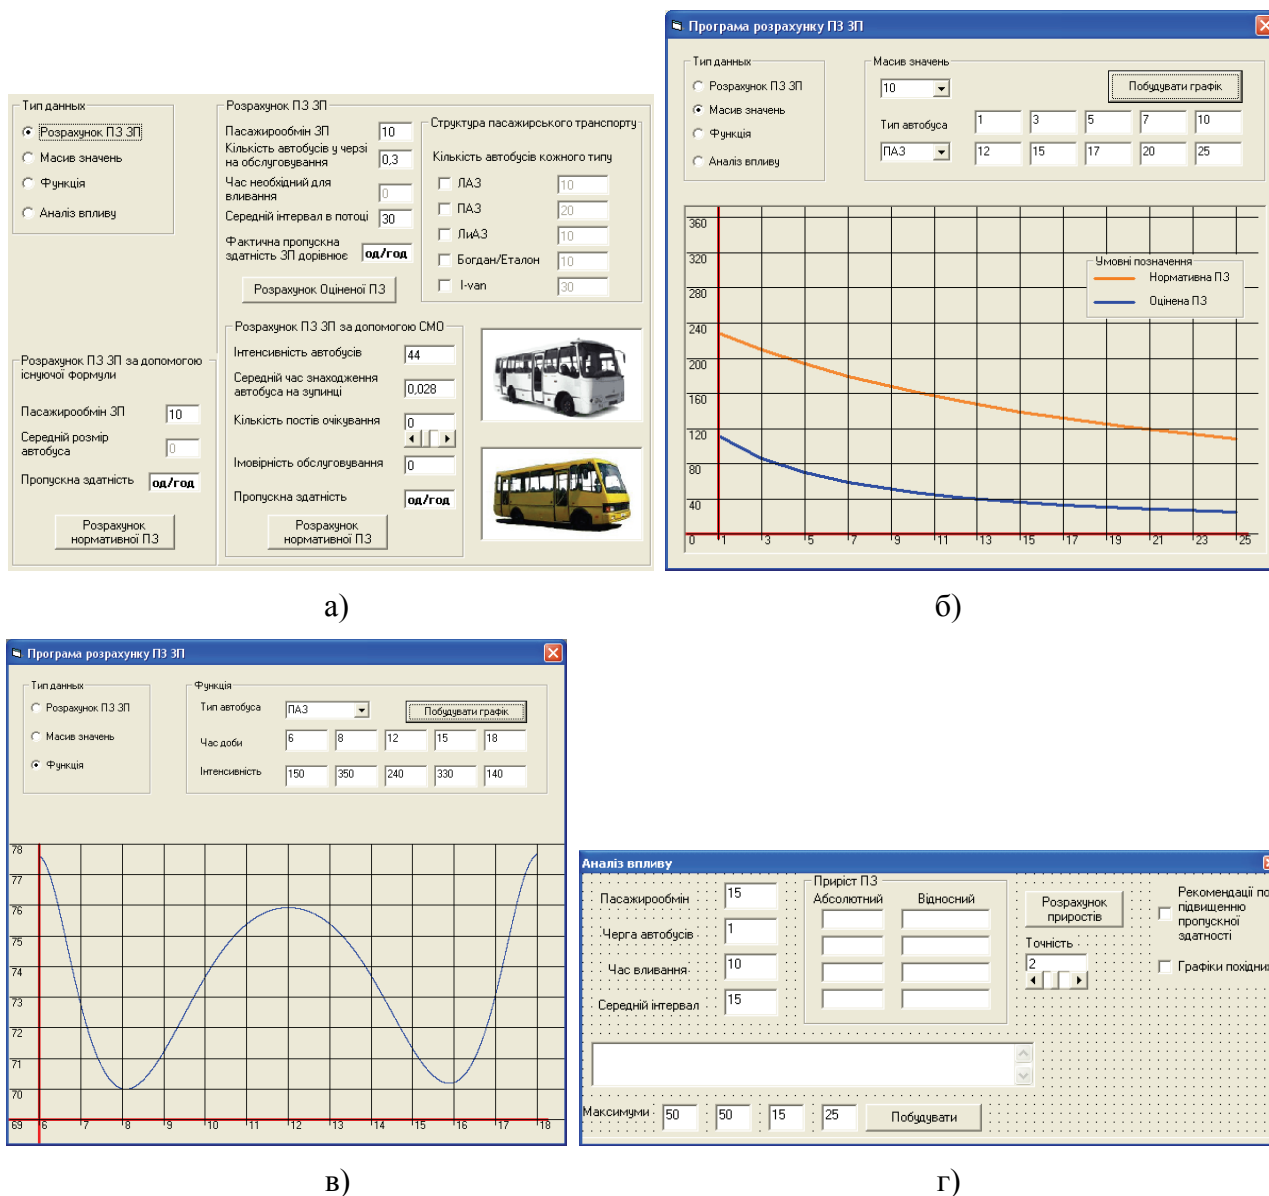 Тип данных
Розрахунок ПЗ ЗП
Масив значень
Функція
Аналіз впливу
Розрахунок ПЗ ЗП
Пасажирообмін ЗП
10
Кількість автобусів у черзі
на обслуговування
0,3
Час необхідний для
вливання
0
Середній інтервал в потоці
30
Фактична пропускна
здатність ЗП дорівнює
од/год
Розрахунок Оціненої ПЗ
Структура пасажирського транспорту
Кількість автобусів кожного типу
ЛАЗ 10
ПАЗ 20
ЛиАЗ 10
Богдан/Еталон 10
I-van 30
Розрахунок ПЗ ЗП за допомогою
існуючої формули
Пасажирообмін ЗП
10
Середній розмір
автобуса
0
Пропускна здатність
од/год
Розрахунок
нормативної ПЗ
Розрахунок ПЗ ЗП за допомогою СМО
Інтенсивність автобусів
44
Середній час знаходження
автобуса на зупинці
0,028
Кількість постів очікування
0
Імовірність обслуговування
0
Пропускна здатність
од/год
Розрахунок
нормативної ПЗ
а)
Програма розрахунку ПЗ ЗП
Тип данных
Розрахунок ПЗ ЗП
Масив значень
Функція
Аналіз впливу
Масив значень
10
Побудувати графік
Тип автобуса
ПАЗ
1 3 5 7 10
12 15 17 20 25
360
320
280
240
200
160
120
80
40
0 1 3 5 7 9 11 13 15 17 19 21 23 25
Умовні позначення
Нормативна ПЗ
Оцінена ПЗ
б)
Програма розрахунку ПЗ ЗП
Тип данных
Розрахунок ПЗ ЗП
Масив значень
Функція
Функція
Тип автобуса
ПАЗ
Побудувати графік
Час доби
6 8 12 15 18
Інтенсивність
150 350 240 330 140
78
77
76
75
74
73
72
71
70
69 6 7 8 9 10 11 12 13 14 15 16 17 18
в)
Аналіз впливу
Пасажирообмін 15
Черга автобусів 1
Час вливання 10
Середній інтервал 15
Приріст ПЗ
Абсолютний Відносний
Розрахунок
приростів
Точність
2
Рекомендації по
підвищенню
пропускної
здатності
Графіки похідних
Максимуми 50 50 15 25
Побудувати
г)